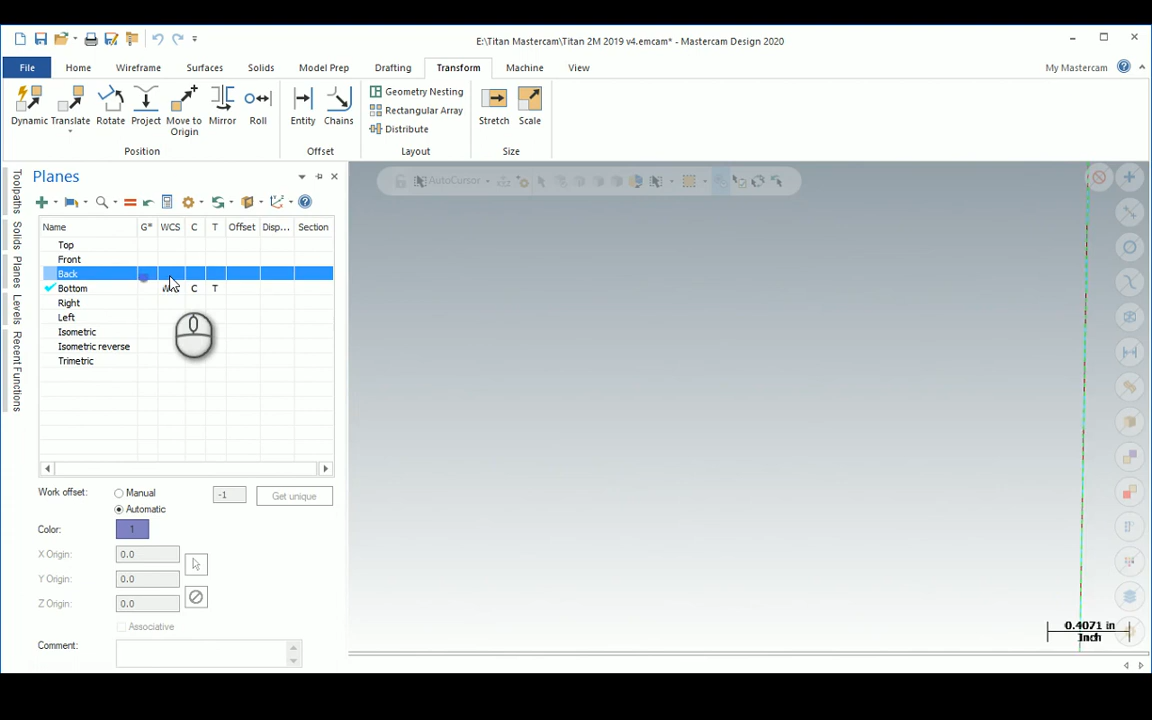 E:\Titan Mastercam\Titan 2M 2019 v4.emcam* - Mastercam Design 2020
File Home Wireframe Surfaces Solids Model Prep Drafting Transform Machine View My Mastercam
Dynamic Translate Rotate Project Move to Origin Mirror Roll
Entity Chains
Geometry Nesting
Rectangular Array
Distribute
Stretch Scale
Position Offset Layout Size
Planes
AutoCursor
Toolpaths
Solids
Planes
Levels
Recent Functions
Name G* WCS C T Offset Disp... Section
Top
Front
Back
Bottom C T
Right
Left
Isometric
Isometric reverse
Trimetric
Work offset: Manual -1 Get unique
Automatic
Color: 1
X Origin: 0.0
Y Origin: 0.0
Z Origin: 0.0
Associative
Comment:
0.4071 in
Inch